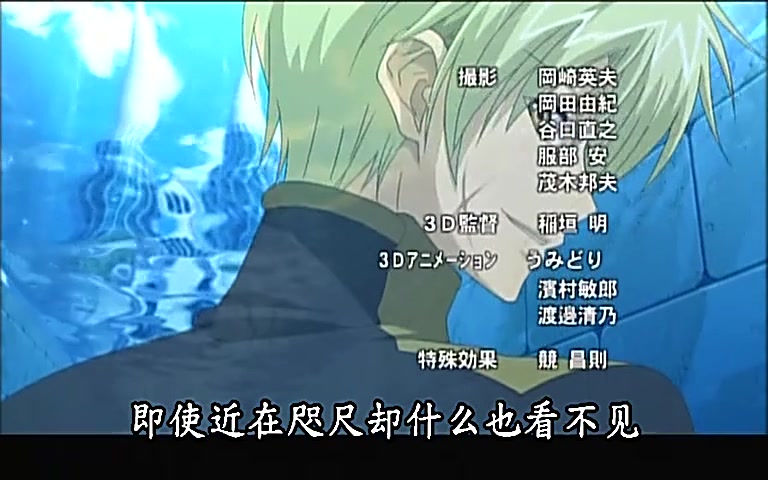 撮影 岡崎英夫
岡田由紀
谷口直之
服部 安
茂木邦夫
3D監督 稲垣 明
3Dアニメーション うみどり
濱村敏郎
渡邉清乃
特殊効果 競 昌則
即使近在咫尺却什么也看不见